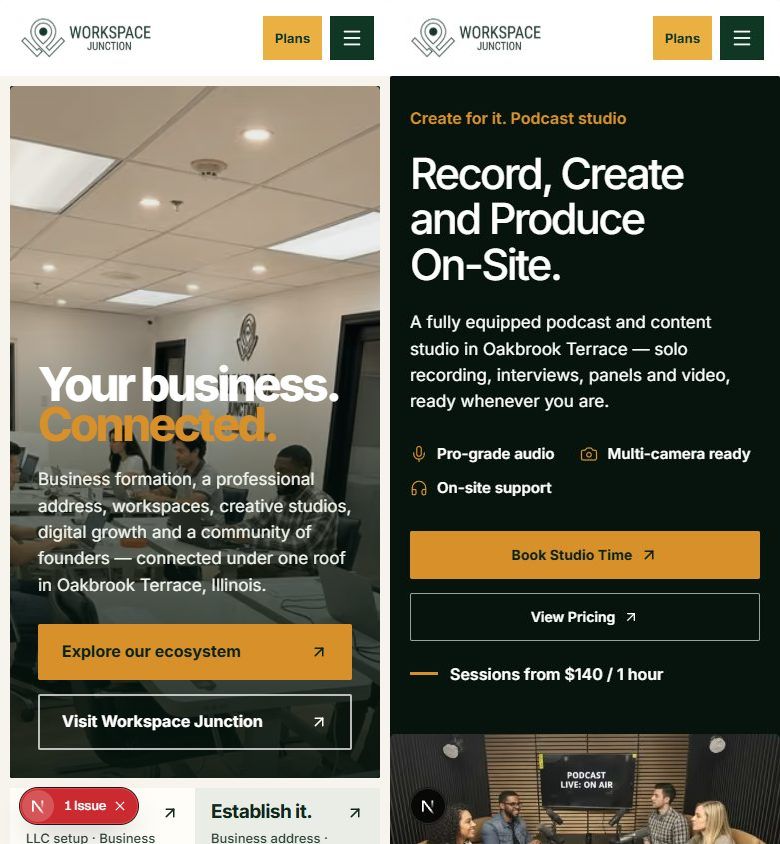 WORKSPACE
JUNCTION
Plans
Your business.
Connected.
Business formation, a professional
address, workspaces, creative studios,
digital growth and a community of
founders — connected under one roof
in Oakbrook Terrace, Illinois.
Explore our ecosystem
Visit Workspace Junction
N
1 Issue
LLC setup · Business
Establish it.
Business address ·
WORKSPACE
JUNCTION
Plans
Create for it. Podcast studio
Record, Create
and Produce
On-Site.
A fully equipped podcast and content
studio in Oakbrook Terrace — solo
recording, interviews, panels and video,
ready whenever you are.
Pro-grade audio
Multi-camera ready
On-site support
Book Studio Time
View Pricing
Sessions from $140 / 1 hour
PODCAST
LIVE: ON AIR
N